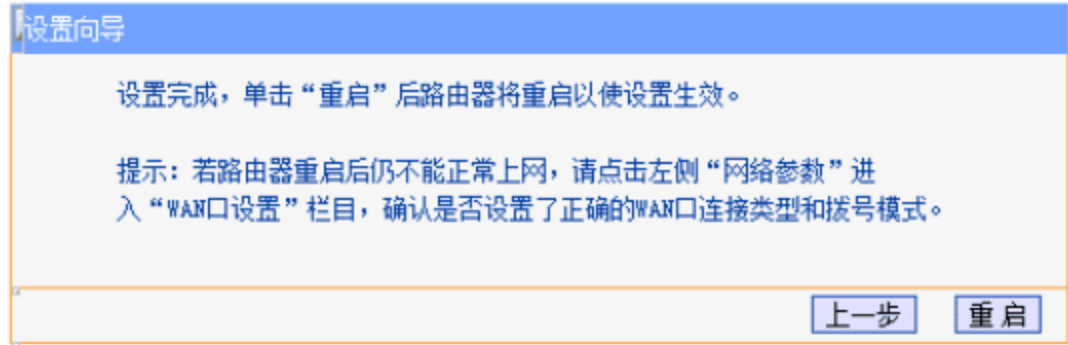 设置向导
设置完成，单击“重启”后路由器将重启以使设置生效。
提示：若路由器重启后仍不能正常上网，请点击左侧“网络参数”进
入“WAN口设置”栏目，确认是否设置了正确的WAN口连接类型和拨号模式。
上一步 重启